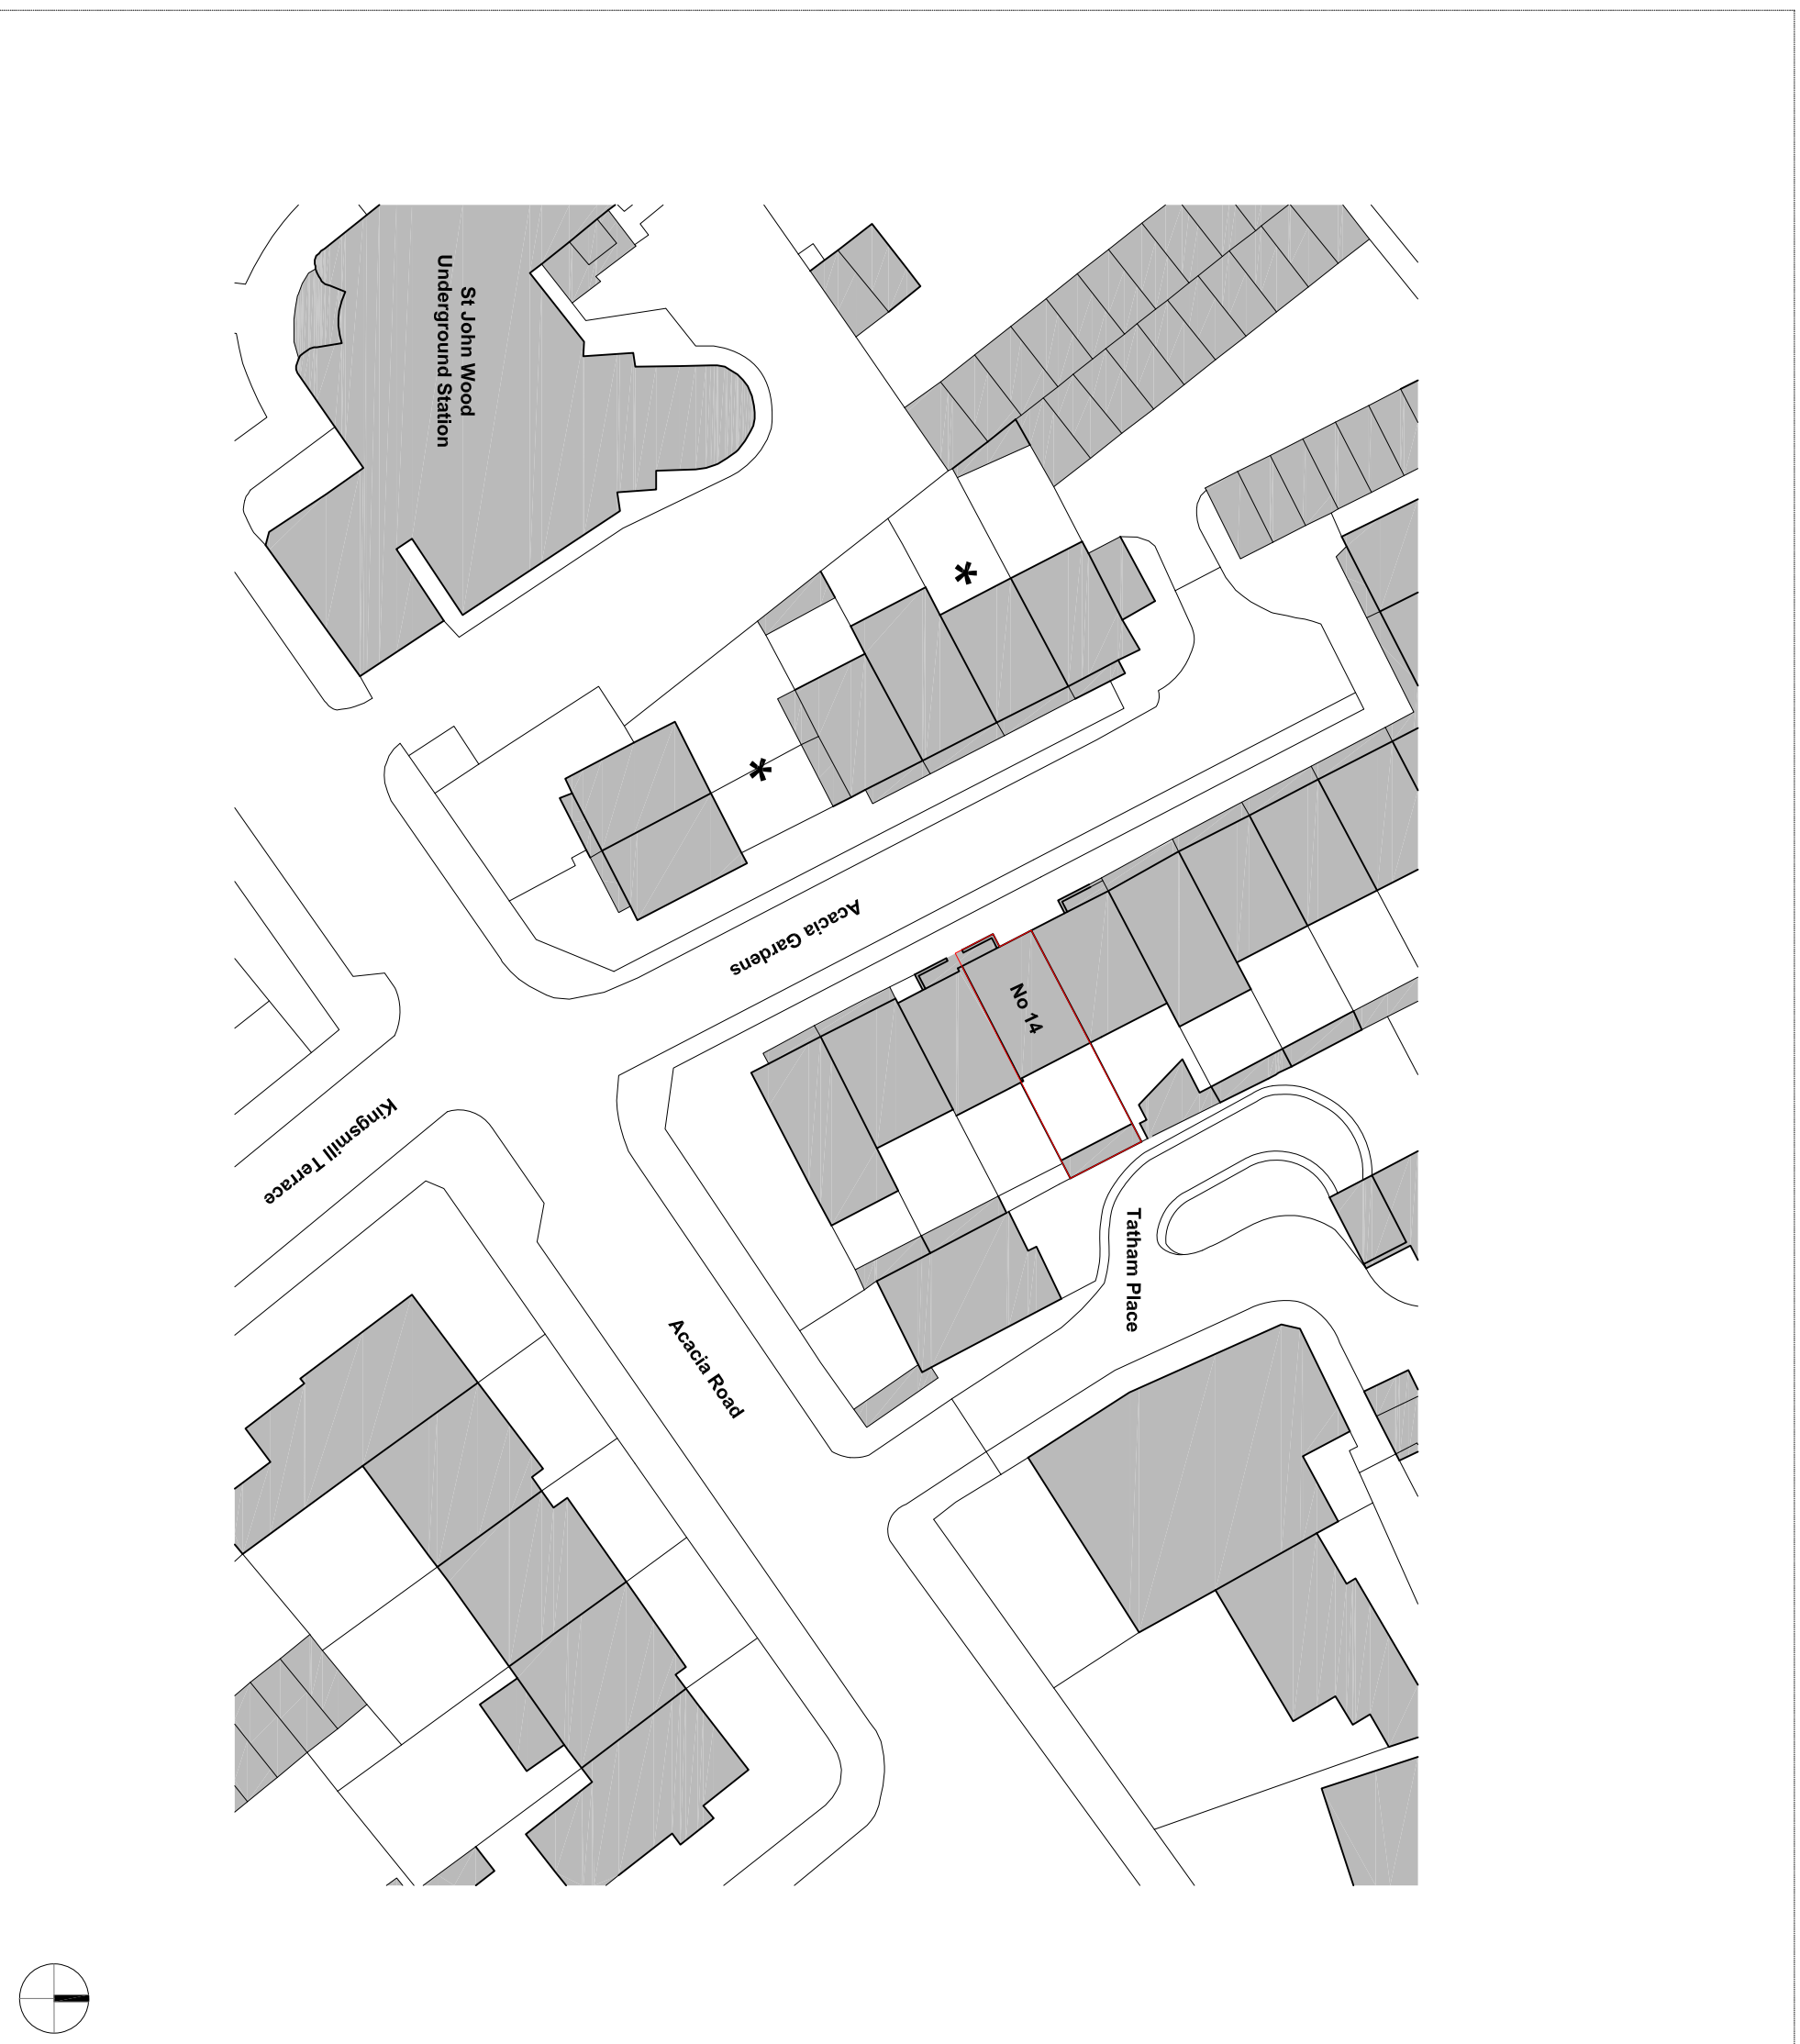 St John Wood
Underground Station
*
*
Acacia Gardens
No 14
Kingsmill Terrace
Tatham Place
Acacia Road